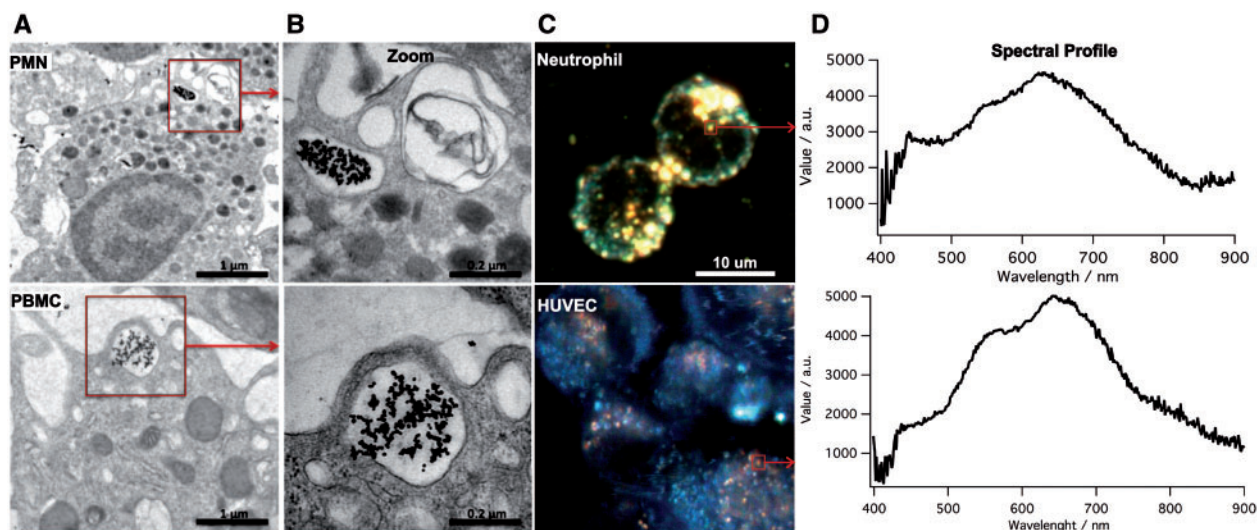 A
B
C
D
PMN
1 µm
Zoom
0.2 µm
Neutrophil
10 um
Spectral Profile
Value / a.u.
5000
4000
3000
2000
1000
400
500
600
700
800
900
Wavelength / nm
PBMC
1 µm
0.2 µm
HUVEC
Value / a.u.
5000
4000
3000
2000
1000
400
500
600
700
800
900
Wavelenght / nm